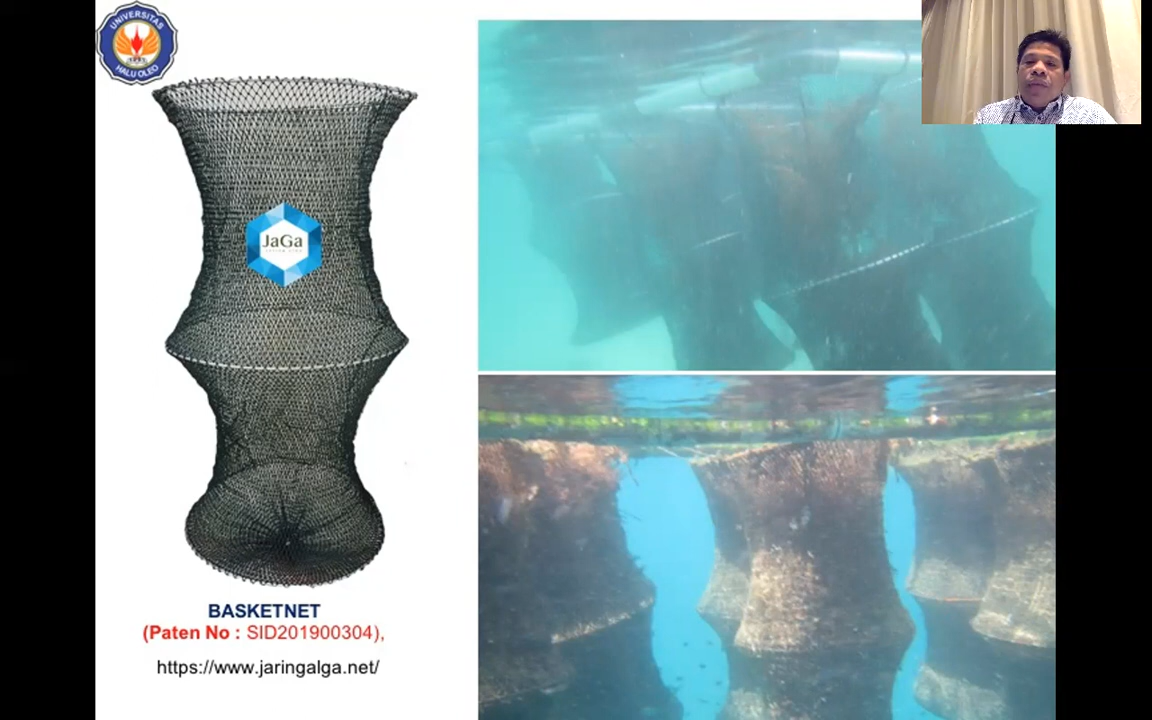 UNIVERSITAS
HALU OLEO
JaGa
BASKETNET
(Paten No : SID201900304),
https://www.jaringalga.net/